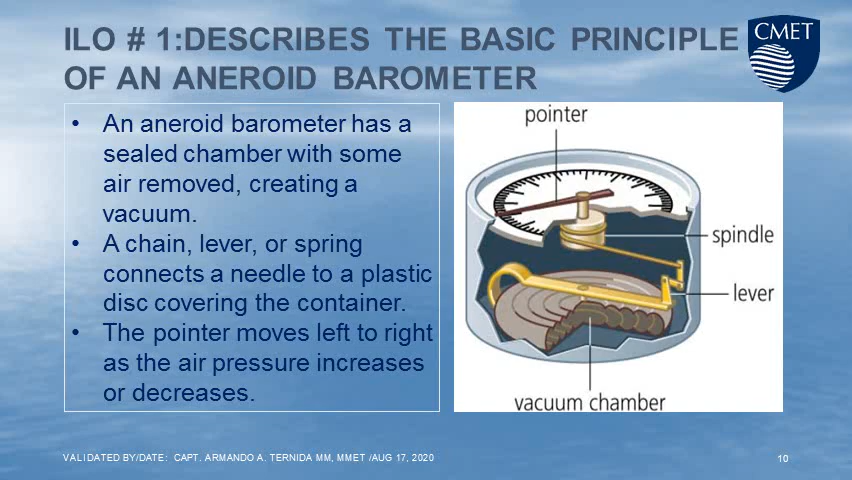 ILO # 1:DESCRIBES THE BASIC PRINCIPLE
OF AN ANEROID BAROMETER
CMET
• An aneroid barometer has a
sealed chamber with some
air removed, creating a
vacuum.
• A chain, lever, or spring
connects a needle to a plastic
disc covering the container.
• The pointer moves left to right
as the air pressure increases
or decreases.
pointer
spindle
lever
vacuum chamber
VALIDATED BY/DATE: CAPT. ARMANDO A. TERNIDA MM, MMET /AUG 17, 2020
10